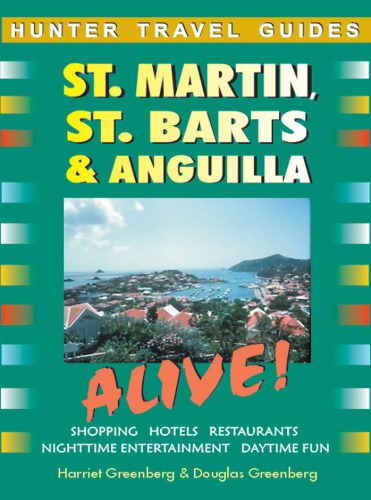 HUNTER TRAVEL GUIDES
ST. MARTIN,
ST. BARTS
& ANGUILLA
ALIVE!
SHOPPING HOTELS RESTAURANTS
NIGHTTIME ENTERTAINMENT DAYTIME FUN
Harriet Greenberg & Douglas Greenberg